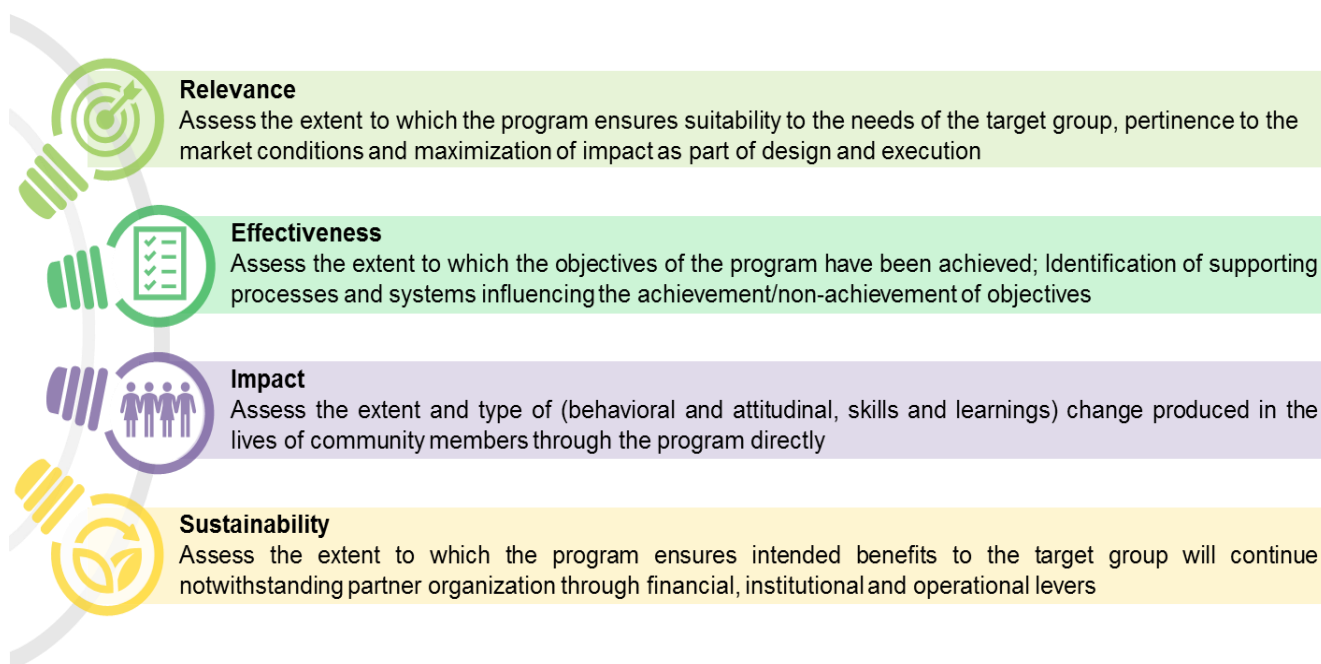 Relevance
Assess the extent to which the program ensures suitability to the needs of the target group, pertinence to the
market conditions and maximization of impact as part of design and execution
Effectiveness
Assess the extent to which the objectives of the program have been achieved; Identification of supporting
processes and systems influencing the achievement/non-achievement of objectives
Impact
Assess the extent and type of (behavioral and attitudinal, skills and learnings) change produced in the
lives of community members through the program directly
Sustainability
Assess the extent to which the program ensures intended benefits to the target group will continue
notwithstanding partner organization through financial, institutional and operational levers